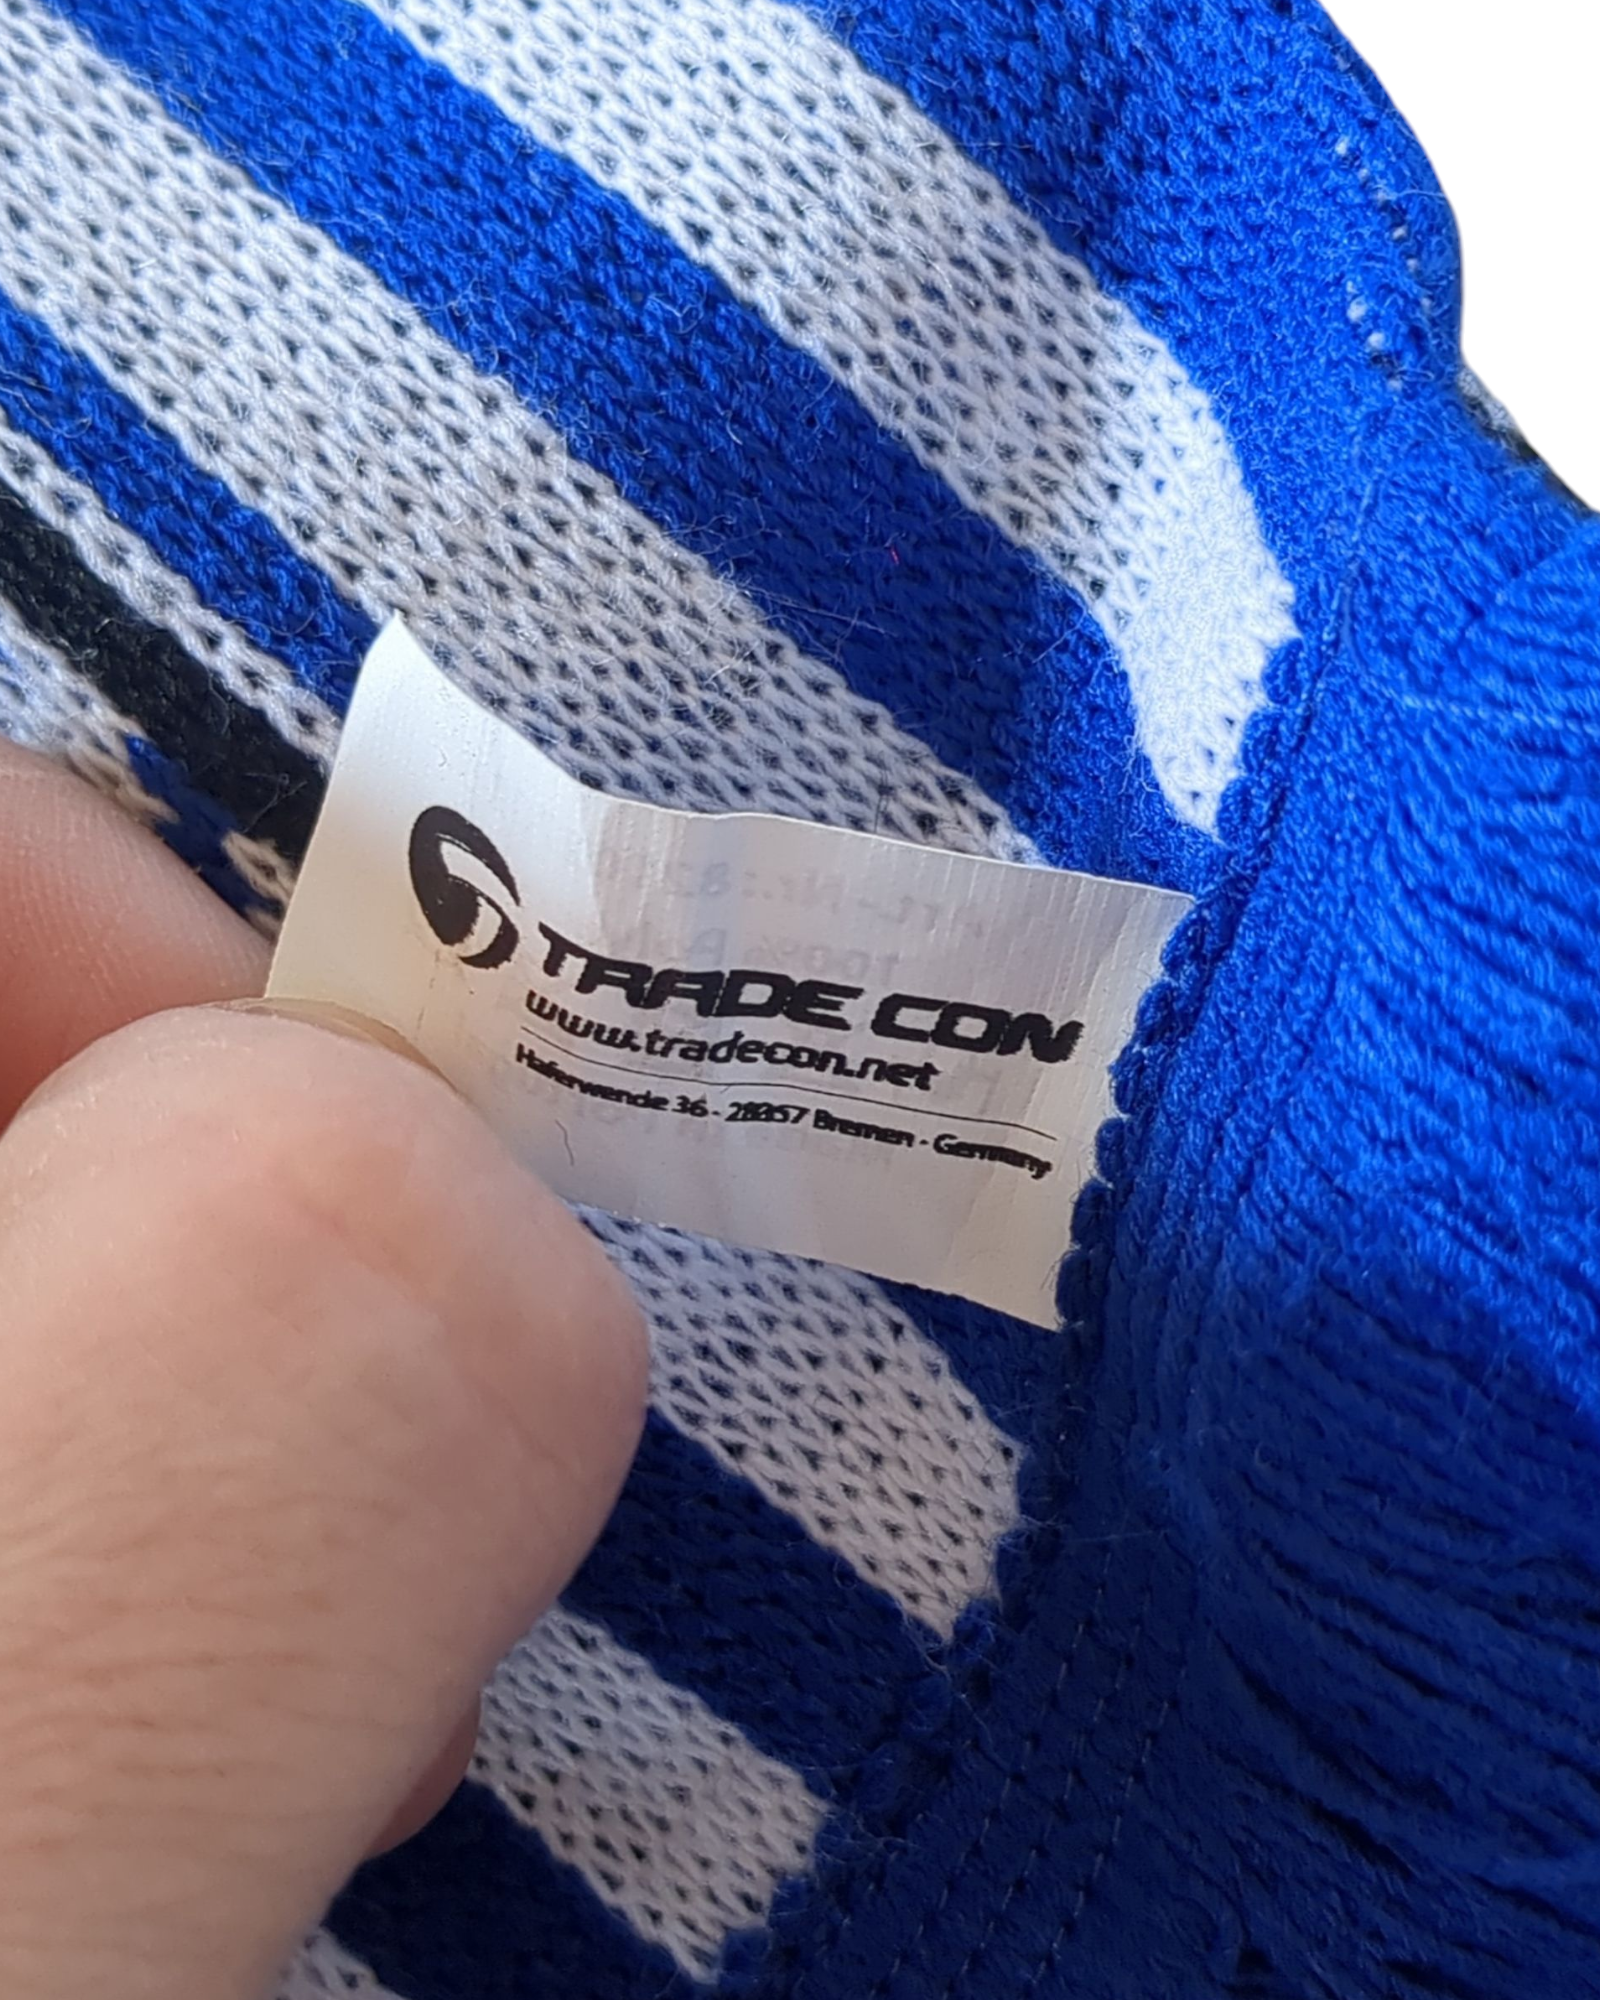 TRADE CON
www.tradecon.net
Haferwende 36 - 28357 Bremen - Germany